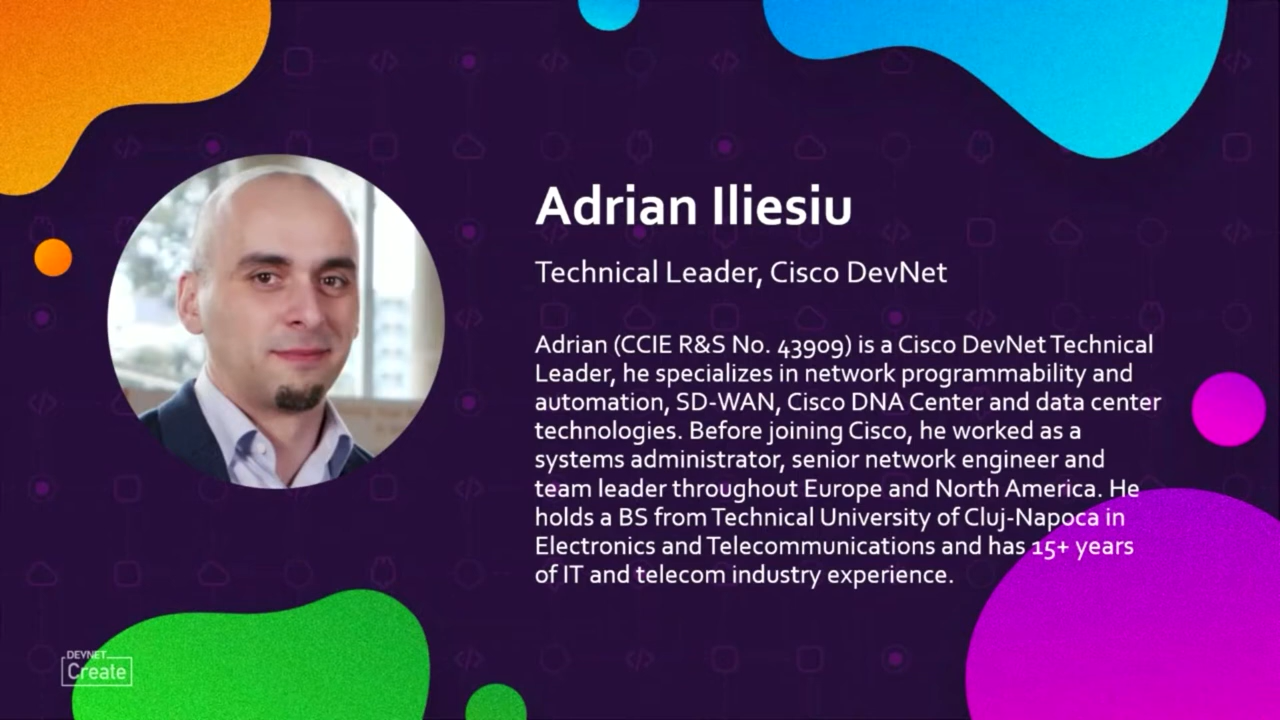 Adrian Iliesiu
Technical Leader, Cisco DevNet
Adrian (CCIE R&S No. 43909) is a Cisco DevNet Technical
Leader, he specializes in network programmability and
automation, SD-WAN, Cisco DNA Center and data center
technologies. Before joining Cisco, he worked as a
systems administrator, senior network engineer and
team leader throughout Europe and North America. He
holds a BS from Technical University of Cluj-Napoca in
Electronics and Telecommunications and has 15+ years
of IT and telecom industry experience.
DEVNET
Create